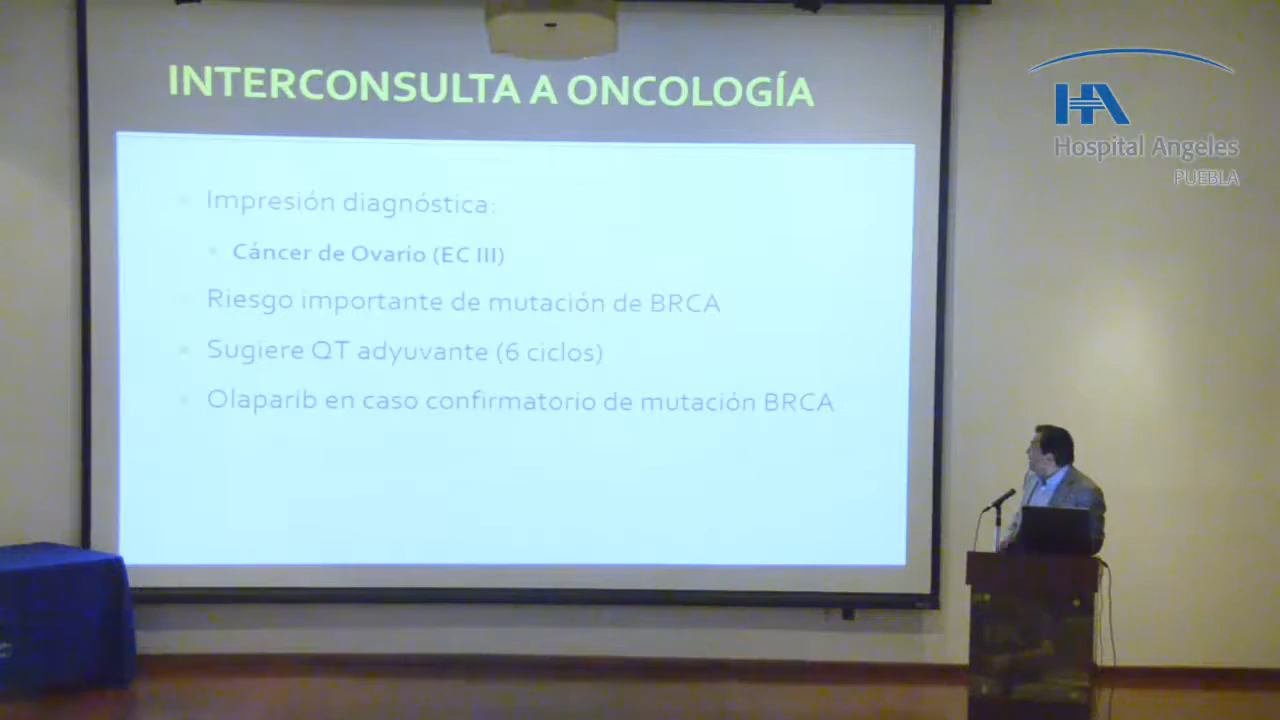 INTERCONSULTA A ONCOLOGÍA
HA
Hospital Angeles
PUEBLA
Impresión diagnóstica:
Cáncer de Ovario (EC III)
Riesgo importante de mutación de BRCA
Sugiere QT adyuvante (6 ciclos)
Olaparib en caso confirmatorio de mutación BRCA